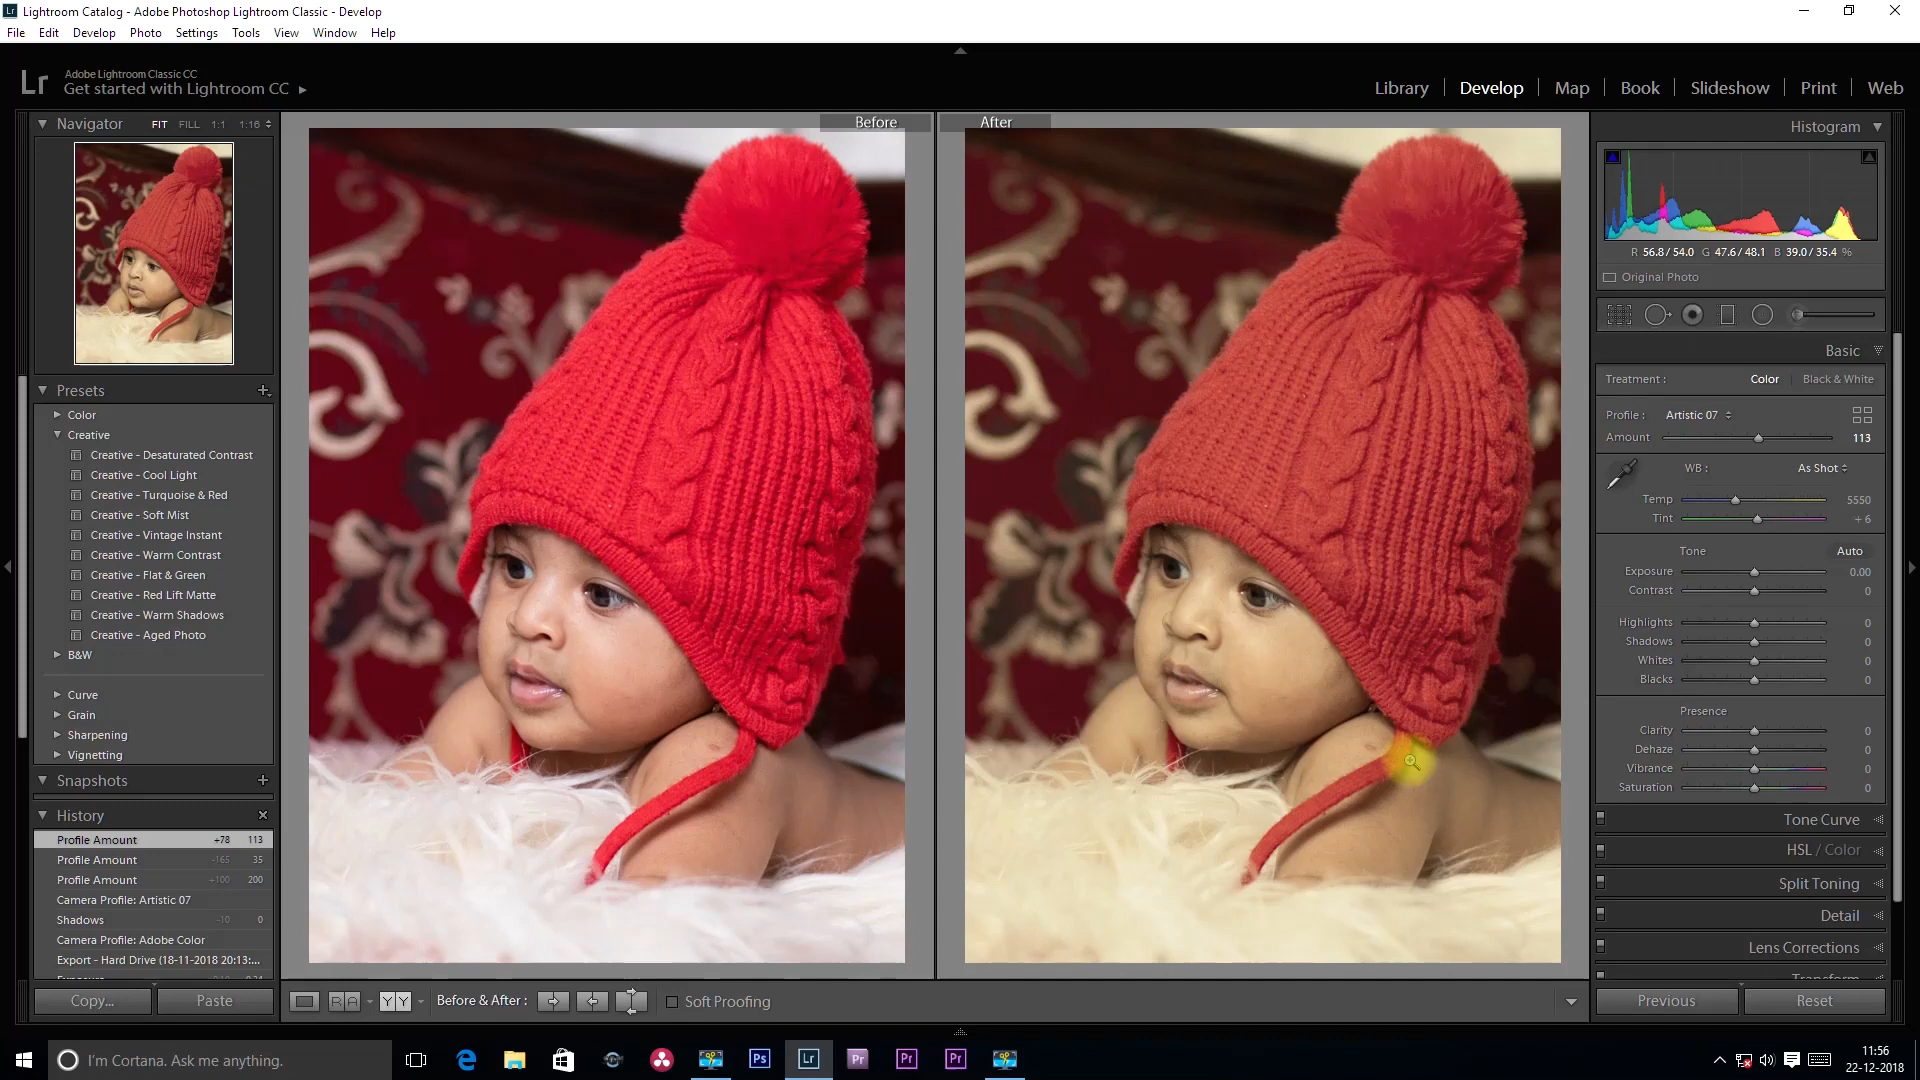 Lightroom Catalog - Adobe Photoshop Lightroom Classic - Develop
File Edit Develop Photo Settings Tools View Window Help
Lr Adobe Lightroom Classic CC
Get started with Lightroom CC
Library Develop Map Book Slideshow Print Web
Navigator FIT FILL 1:1 1:16
Presets
Color
Creative
Creative - Desaturated Contrast
Creative - Cool Light
Creative - Turquoise & Red
Creative - Soft Mist
Creative - Vintage Instant
Creative - Warm Contrast
Creative - Flat & Green
Creative - Red Lift Matte
Creative - Warm Shadows
Creative - Aged Photo
B&W
Curve
Grain
Sharpening
Vignetting
Snapshots
History
Profile Amount +78 113
Profile Amount -165 35
Profile Amount +100 200
Camera Profile: Artistic 07
Shadows -10 0
Camera Profile: Adobe Color
Export - Hard Drive (18-11-2018 20:13:...
Copy... Paste
Before After
R A Y Y Before & After : Soft Proofing
Histogram
R 56.8 / 54.0 G 47.6 / 48.1 B 39.0 / 35.4 %
Original Photo
Basic
Treatment : Color Black & White
Profile : Artistic 07
Amount 113
WB : As Shot
Temp 5550
Tint + 6
Tone Auto
Exposure 0.00
Contrast 0
Highlights 0
Shadows 0
Whites 0
Blacks 0
Presence
Clarity 0
Dehaze 0
Vibrance 0
Saturation 0
Tone Curve
HSL / Color
Split Toning
Detail
Lens Corrections
Previous Reset
I'm Cortana. Ask me anything.
Ps Lr Pr Pr Pr
11:56
22-12-2018